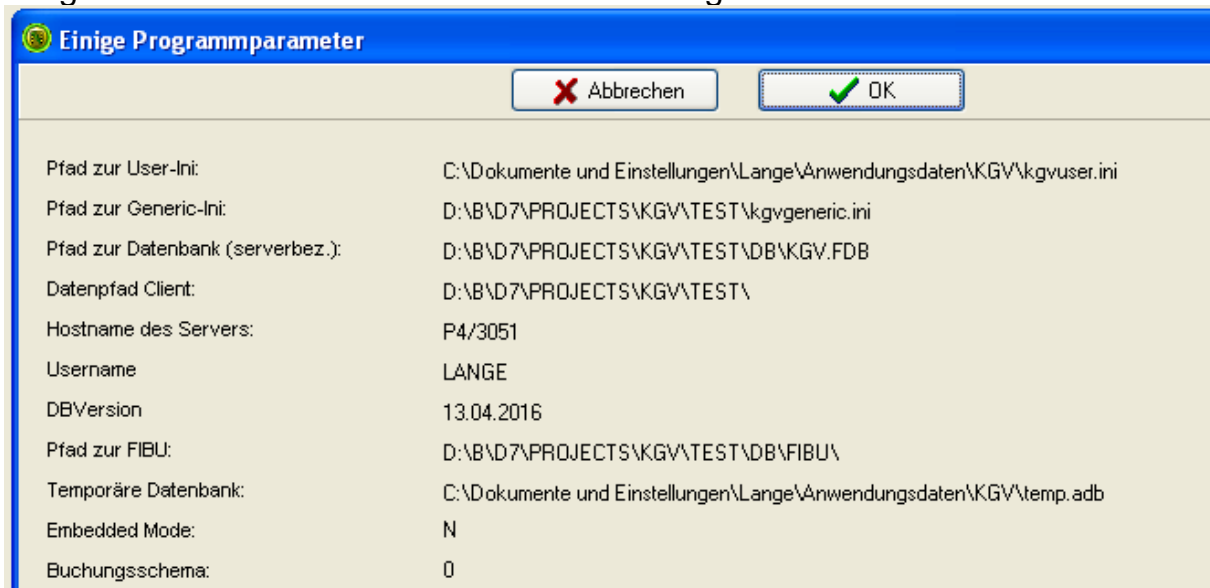 Einige Programmparameter
Abbrechen OK
Pfad zur User-Ini: C:\Dokumente und Einstellungen\Lange\Anwendungsdaten\KGV\kgvuser.ini
Pfad zur Generic-Ini: D:\B\D7\PROJECTS\KGV\TEST\kgvgeneric.ini
Pfad zur Datenbank (serverbez.): D:\B\D7\PROJECTS\KGV\TEST\DB\KGV.FDB
Datenpfad Client: D:\B\D7\PROJECTS\KGV\TEST\
Hostname des Servers: P4/3051
Username LANGE
DBVersion 13.04.2016
Pfad zur FIBU: D:\B\D7\PROJECTS\KGV\TEST\DB\FIBU\
Temporäre Datenbank: C:\Dokumente und Einstellungen\Lange\Anwendungsdaten\KGV\temp.adb
Embedded Mode: N
Buchungsschema: 0